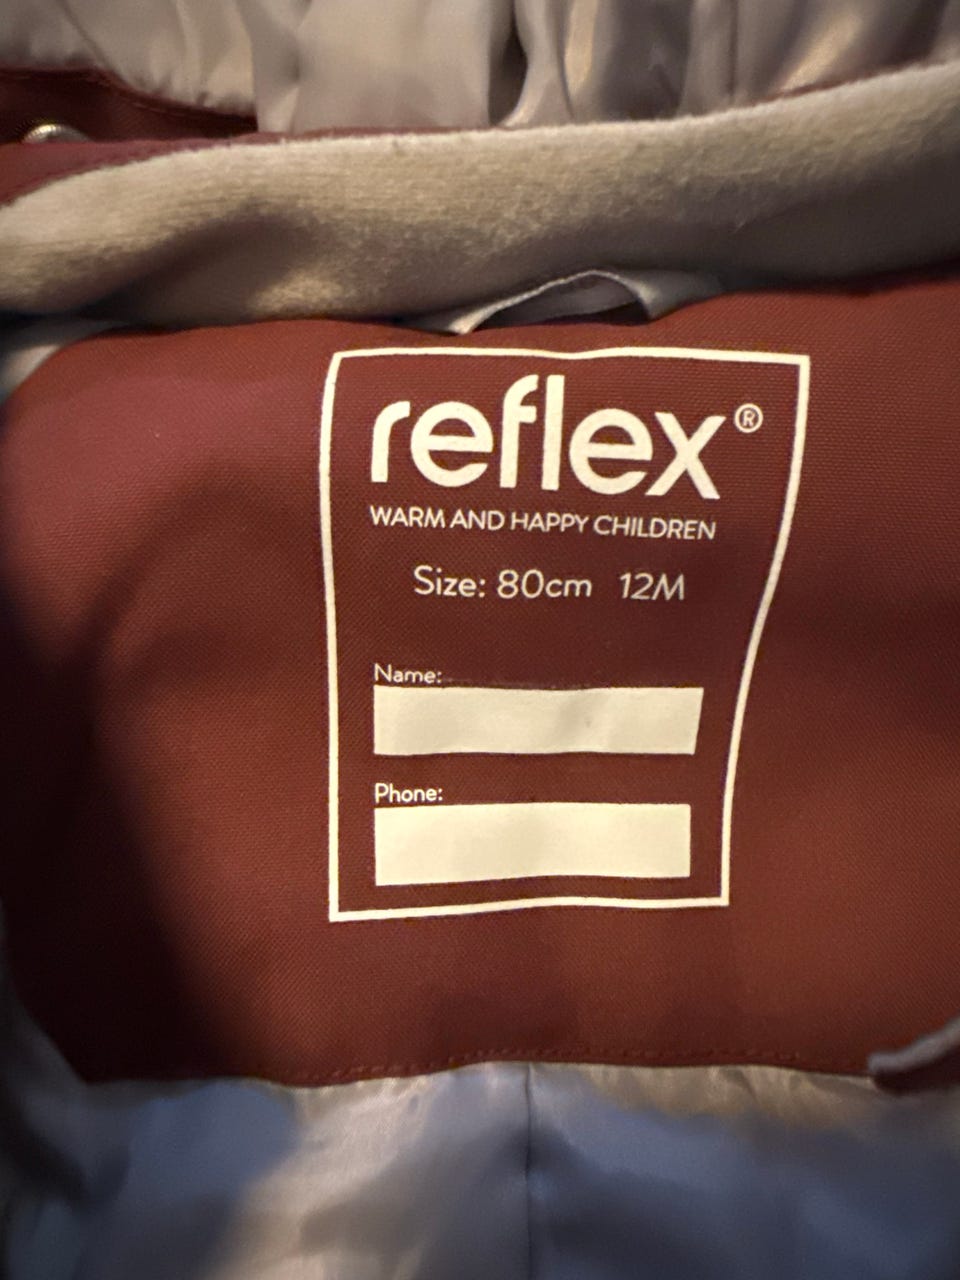 reflex®
WARM AND HAPPY CHILDREN
Size: 80cm 12M
Name:
Phone: